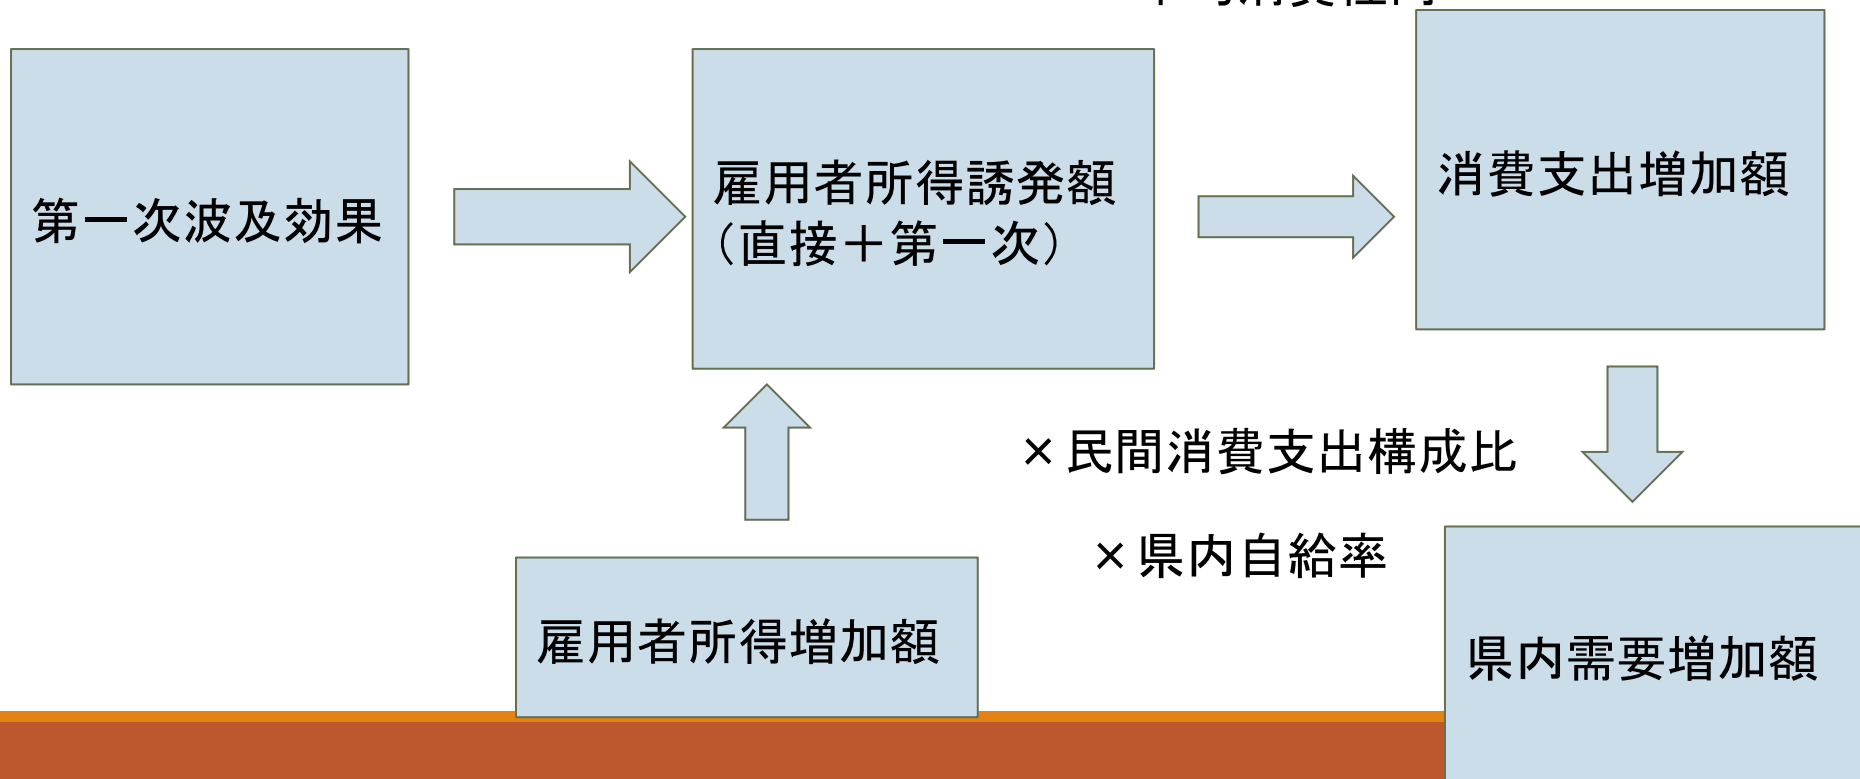 第一次波及効果
雇用者所得誘発額
（直接＋第一次）
消費支出増加額
×民間消費支出構成比
×県内自給率
雇用者所得増加額
県内需要増加額